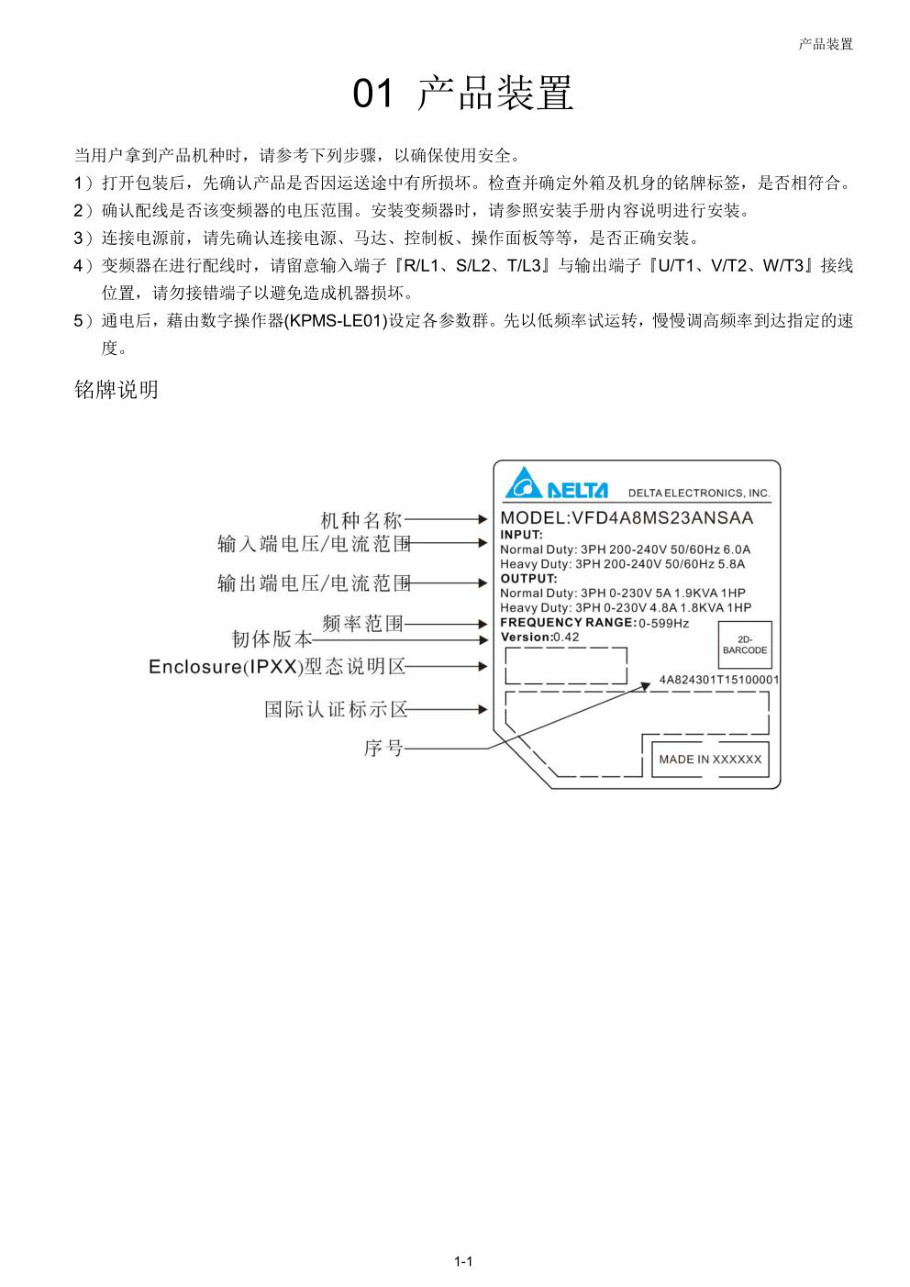 产品装置
01 产品装置
当用户拿到产品机种时，请参考下列步骤，以确保使用安全。
1）打开包装后，先确认产品是否因运送途中有所损坏。检查并确定外箱及机身的铭牌标签，是否相符合。
2）确认配线是否该变频器的电压范围。安装变频器时，请参照安装手册内容说明进行安装。
3）连接电源前，请先确认连接电源、马达、控制板、操作面板等等，是否正确安装。
4）变频器在进行配线时，请留意输入端子『R/L1、S/L2、T/L3』与输出端子『U/T1、V/T2、W/T3』接线
位置，请勿接错端子以避免造成机器损坏。
5）通电后，藉由数字操作器(KPMS-LE01)设定各参数群。先以低频率试运转，慢慢调高频率到达指定的速
度。
铭牌说明
DELTA DELTA ELECTRONICS, INC.
机种名称 MODEL:VFD4A8MS23ANSAA
输入端电压/电流范围 INPUT:
Normal Duty: 3PH 200-240V 50/60Hz 6.0A
Heavy Duty: 3PH 200-240V 50/60Hz 5.8A
输出端电压/电流范围 OUTPUT:
Normal Duty: 3PH 0-230V 5A 1.9KVA 1HP
Heavy Duty: 3PH 0-230V 4.8A 1.8KVA 1HP
频率范围 FREQUENCY RANGE:0-599Hz
韧体版本 Version:0.42
2D-
BARCODE
Enclosure(IPXX)型态说明区
4A824301T15100001
国际认证标示区
序号
MADE IN XXXXXX
1-1